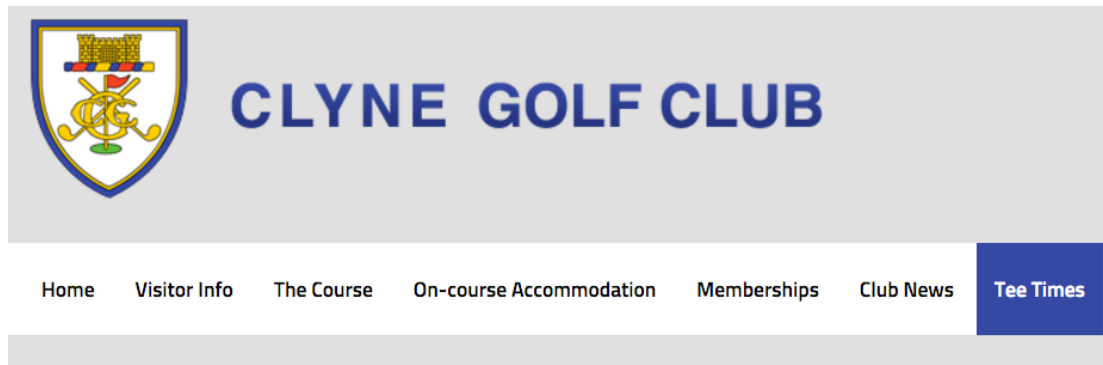 CLYNE GOLF CLUB
Home Visitor Info The Course On-course Accommodation Memberships Club News Tee Times